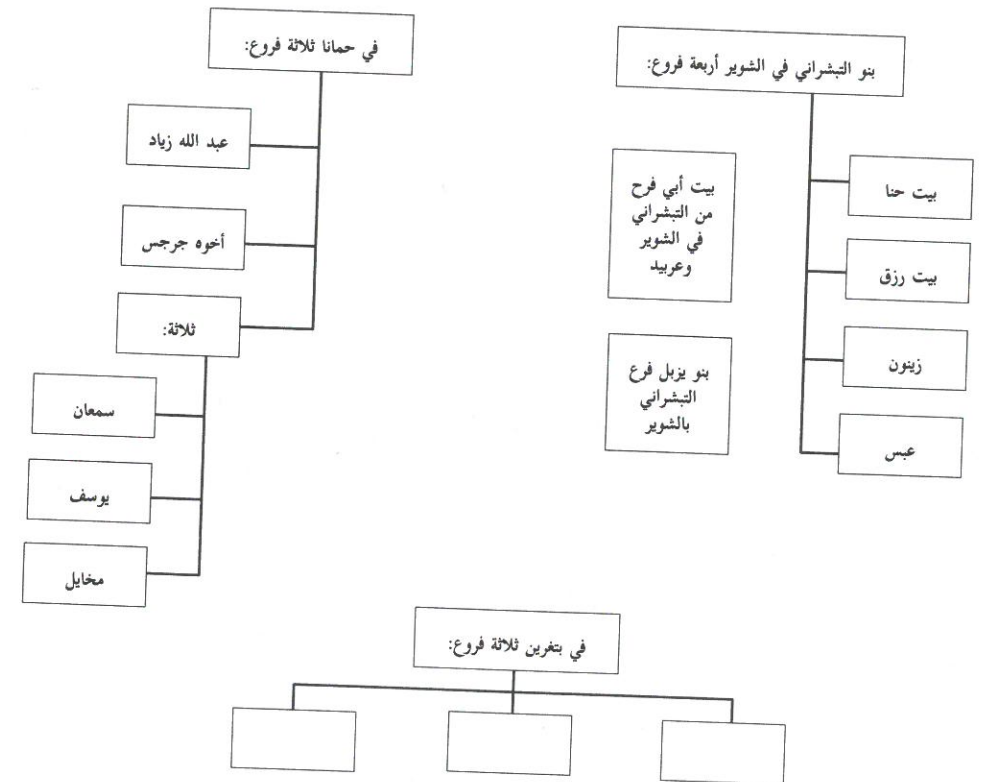 بنو التبشراني في الشوير أربعة فروع:
بيت حنا
بيت رزق
زينون
عبس
بيت أبي فرح
من التبشراني
في الشوير
وعربيد
بنو يزبل فرع
التبشراني
بالشوير
في حمانا ثلاثة فروع:
عبد الله زياد
أخوه جرجس
ثلاثة:
سمعان
يوسف
مخايل
في بتغرين ثلاثة فروع: